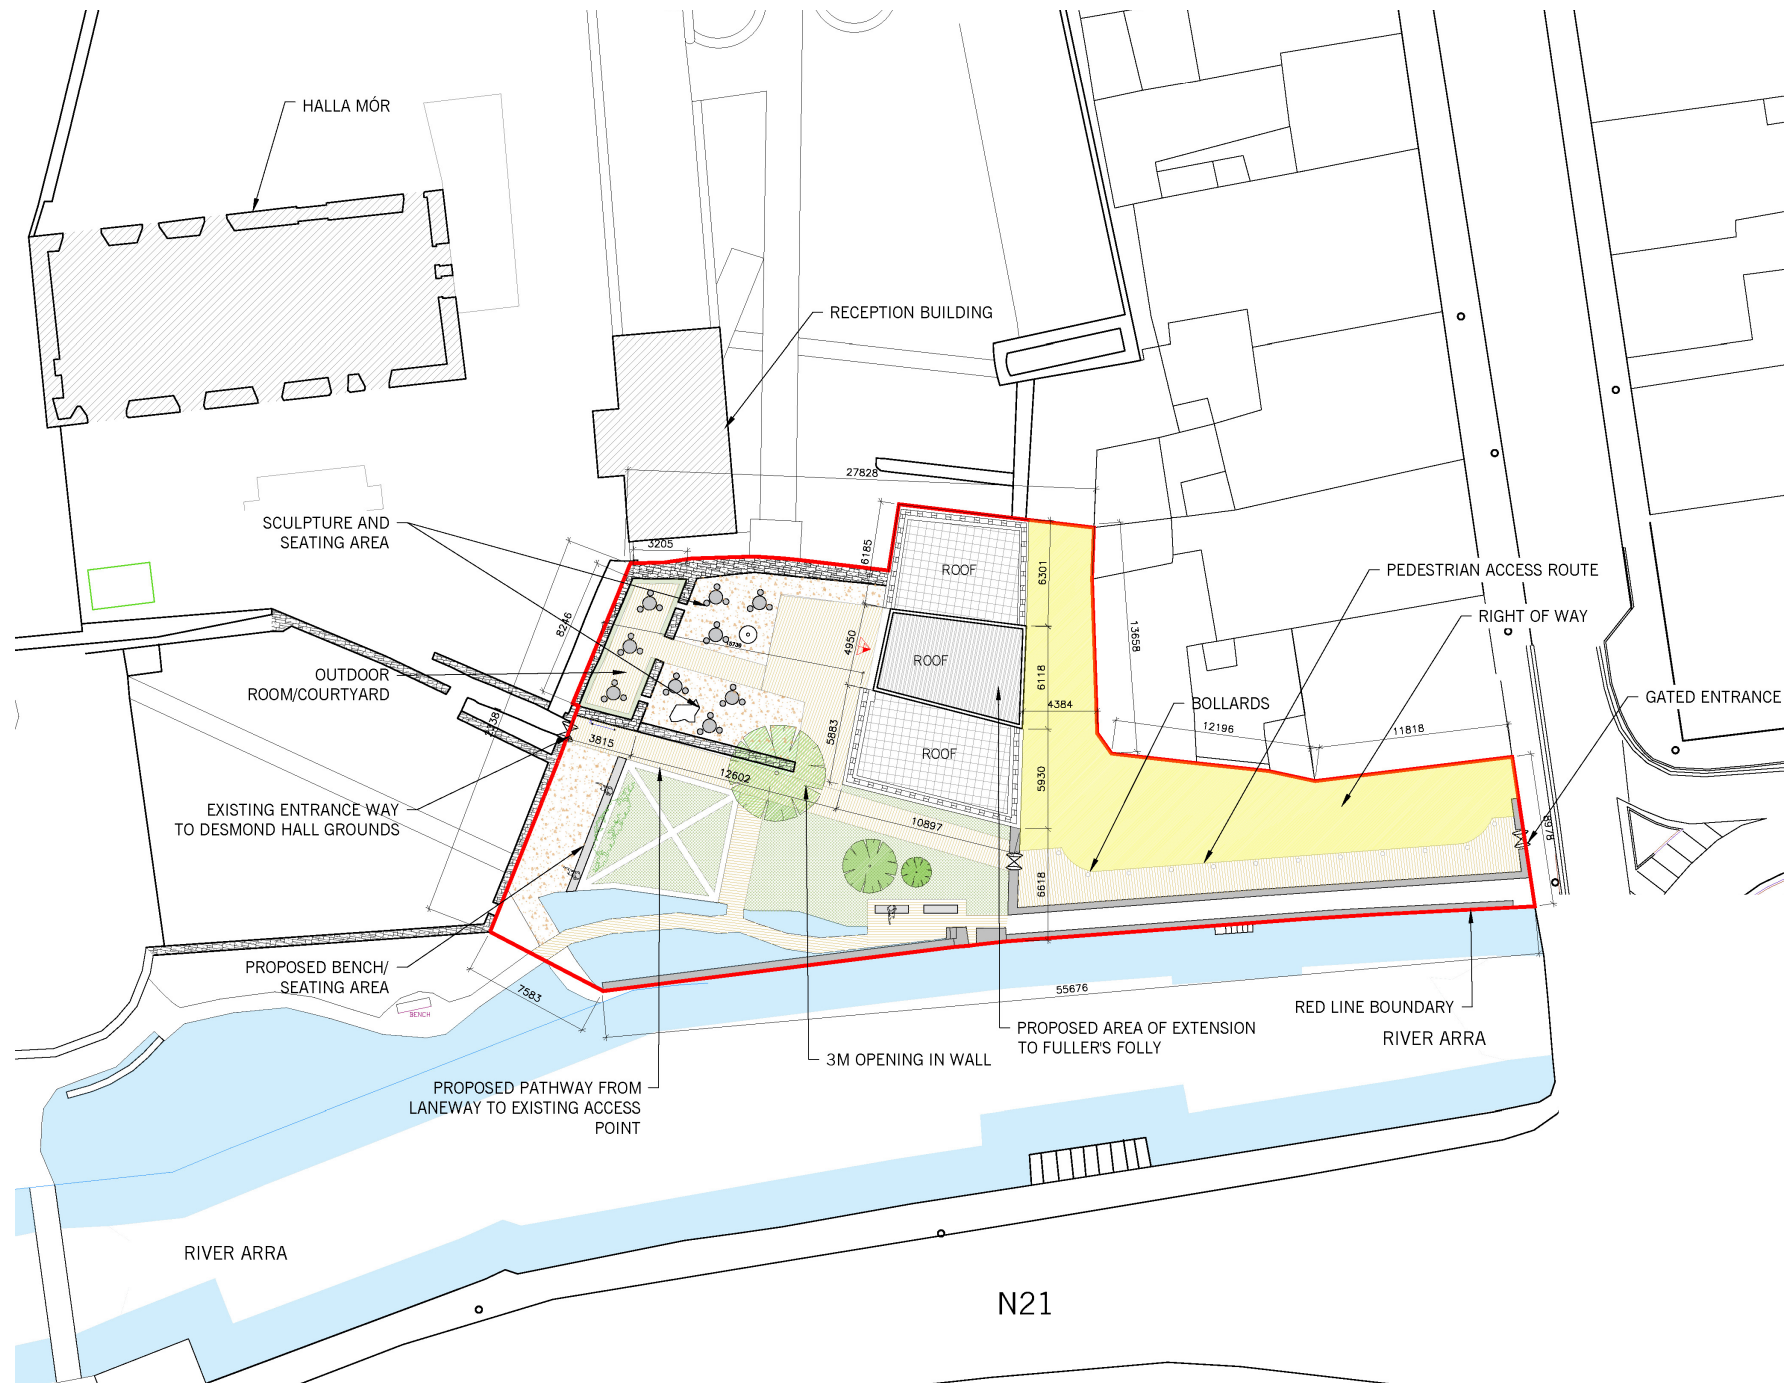 HALLA MÓR
RECEPTION BUILDING
27828
SCULPTURE AND
SEATING AREA
3205
6185
ROOF
6301
PEDESTRIAN ACCESS ROUTE
RIGHT OF WAY
8246
13658
4950
ROOF
6118
OUTDOOR
ROOM/COURTYARD
GATED ENTRANCE
BOLLARDS
4384
12196
11818
3815
5883
ROOF
12602
5930
EXISTING ENTRANCE WAY
TO DESMOND HALL GROUNDS
10897
8978
6618
PROPOSED BENCH/
SEATING AREA
7583
55676
BENCH
RED LINE BOUNDARY
PROPOSED AREA OF EXTENSION
TO FULLER'S FOLLY
RIVER ARRA
3M OPENING IN WALL
PROPOSED PATHWAY FROM
LANEWAY TO EXISTING ACCESS
POINT
RIVER ARRA
N21